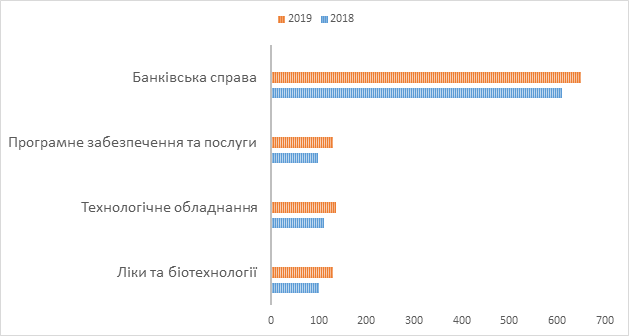 2019 2018
Банківська справа
Програмне забезпечення та послуги
Технологічне обладнання
Ліки та біотехнології
0 100 200 300 400 500 600 700